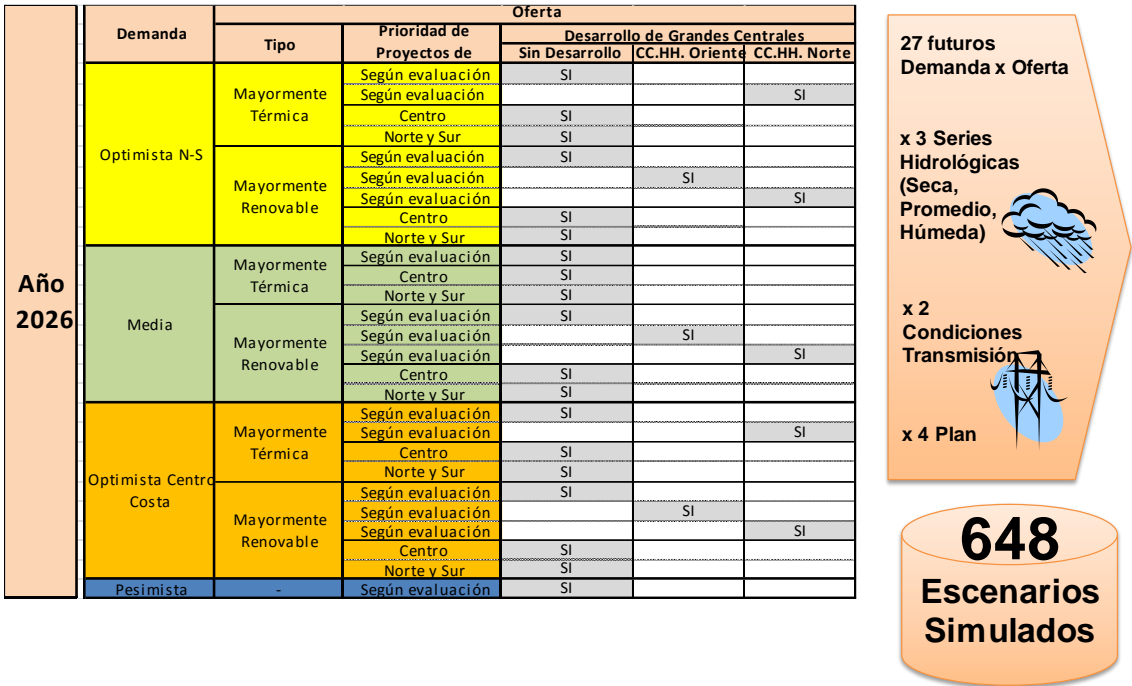 Año
2026
Demanda
Oferta
Tipo
Prioridad de
Proyectos de
Desarrollo de Grandes Centrales
Sin Desarrollo CC.HH. Oriente CC.HH. Norte
Optimista N-S
Mayormente
Térmica
Según evaluación SI
Según evaluación SI
Centro SI
Norte y Sur SI
Mayormente
Renovable
Según evaluación SI
Según evaluación SI
Según evaluación SI
Centro SI
Norte y Sur SI
Media
Mayormente
Térmica
Según evaluación SI
Centro SI
Norte y Sur SI
Mayormente
Renovable
Según evaluación SI
Según evaluación SI
Según evaluación SI
Centro SI
Norte y Sur SI
Optimista Centro
Costa
Mayormente
Térmica
Según evaluación SI
Según evaluación SI
Centro SI
Norte y Sur SI
Mayormente
Renovable
Según evaluación SI
Según evaluación SI
Según evaluación SI
Centro SI
Norte y Sur SI
Pesimista - Según evaluación SI
27 futuros
Demanda x Oferta
x 3 Series
Hidrológicas
(Seca,
Promedio,
Húmeda)
x 2
Condiciones
Transmisión
x 4 Plan
648
Escenarios
Simulados